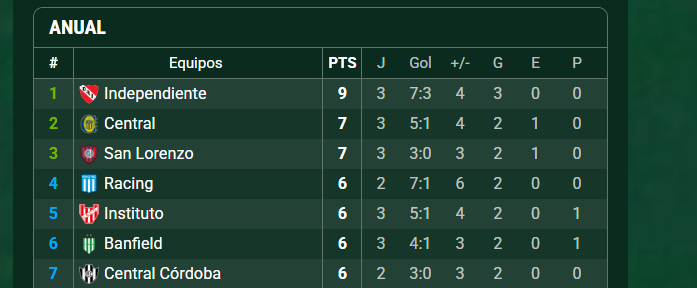 ANUAL
# Equipos PTS J Gol +/- G E P
1 Independiente 9 3 7:3 4 3 0 0
2 Central 7 3 5:1 4 2 1 0
3 San Lorenzo 7 3 3:0 3 2 1 0
4 Racing 6 2 7:1 6 2 0 0
5 Instituto 6 3 5:1 4 2 0 1
6 Banfield 6 3 4:1 3 2 0 1
7 Central Córdoba 6 2 3:0 3 2 0 0